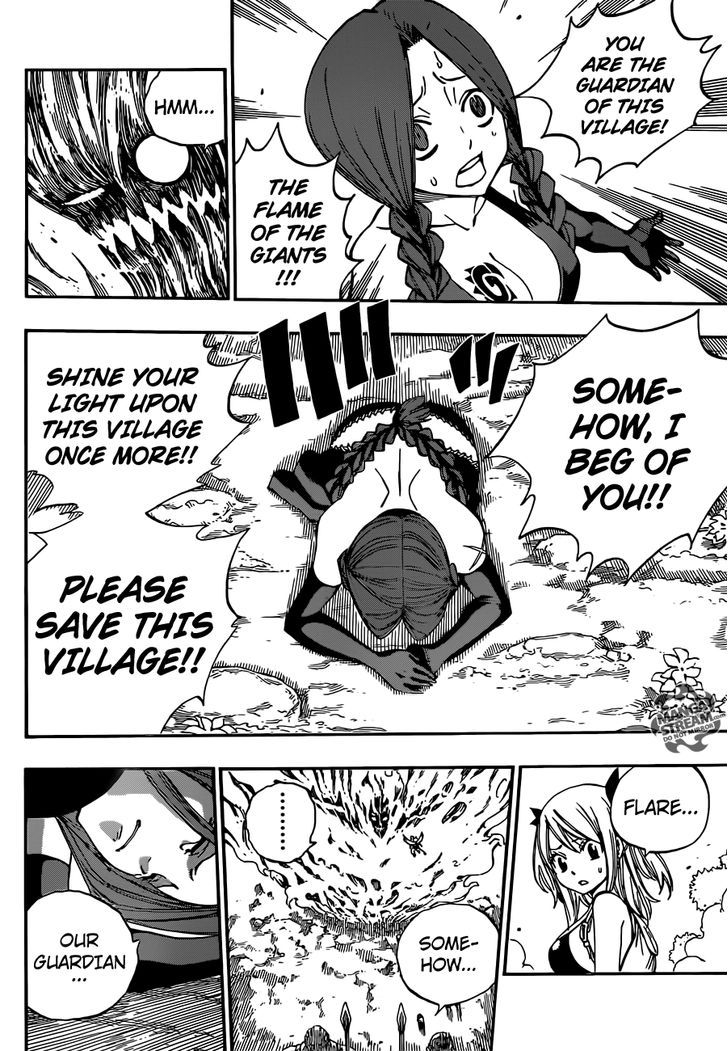 YOU
ARE THE
GUARDIAN
OF THIS
VILLAGE!
THE
FLAME
OF THE
GIANTS
!!!
HMM...
SOME-
HOW, I
BEG OF
YOU!!
SHINE YOUR
LIGHT UPON
THIS VILLAGE
ONCE MORE!!
PLEASE
SAVE THIS
VILLAGE!!
MANGA
STREAM.com
DO NOT MIRROR
FLARE...
......
SOME-
HOW...
OUR
GUARDIAN
...